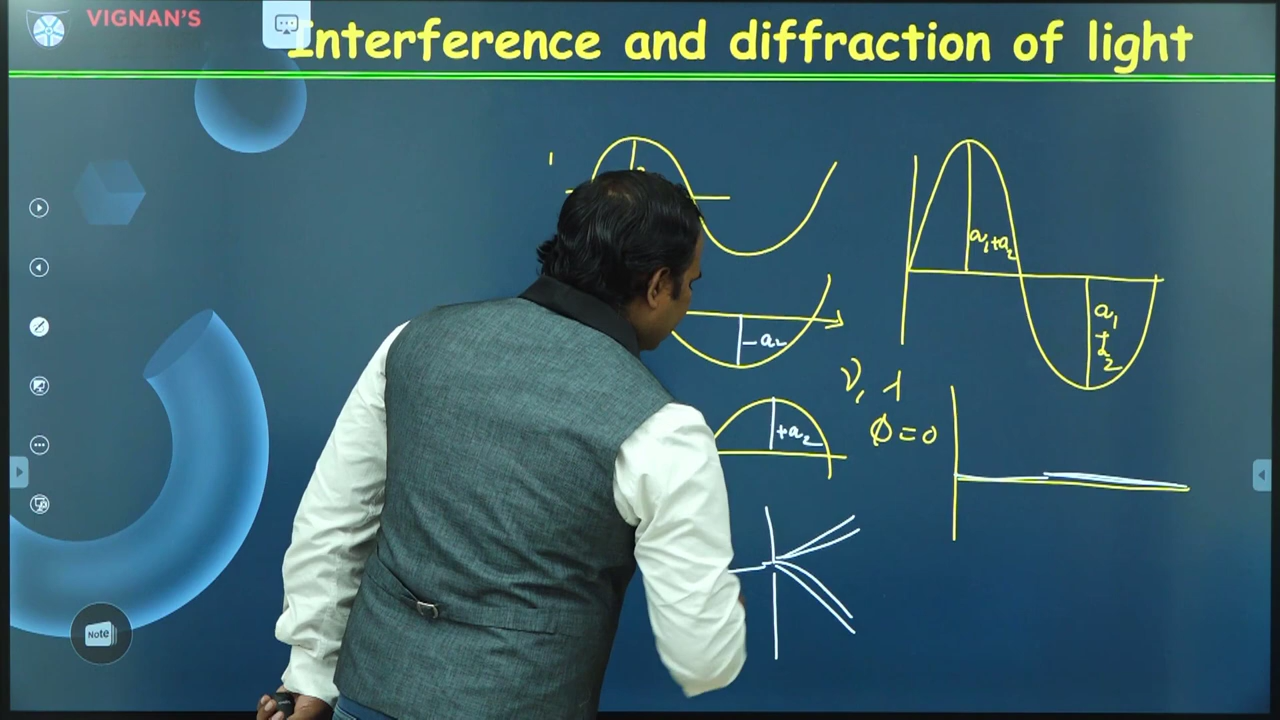 VIGNAN'S
Interference and diffraction of light
a₁+a₂
a₁
+
a₂
-a₂
ν, λ
+a₂
φ=0
Note